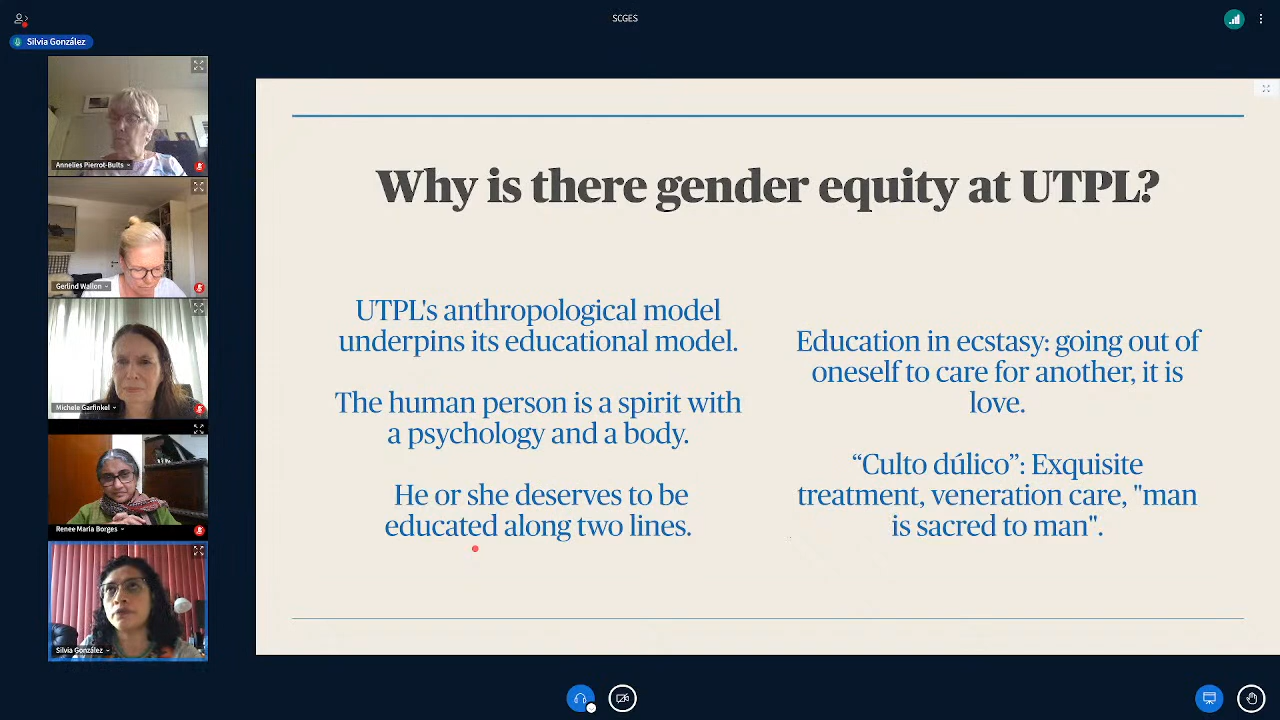 SCGES
Silvia González
Annelies Pierrot-Bults
Gerlind Wallon
Michele Garfinkel
Renee Maria Borges
Silvia González
Why is there gender equity at UTPL?
UTPL's anthropological model
underpins its educational model.
The human person is a spirit with
a psychology and a body.
He or she deserves to be
educated along two lines.
Education in ecstasy: going out of
oneself to care for another, it is
love.
“Culto dúlico”: Exquisite
treatment, veneration care, "man
is sacred to man".